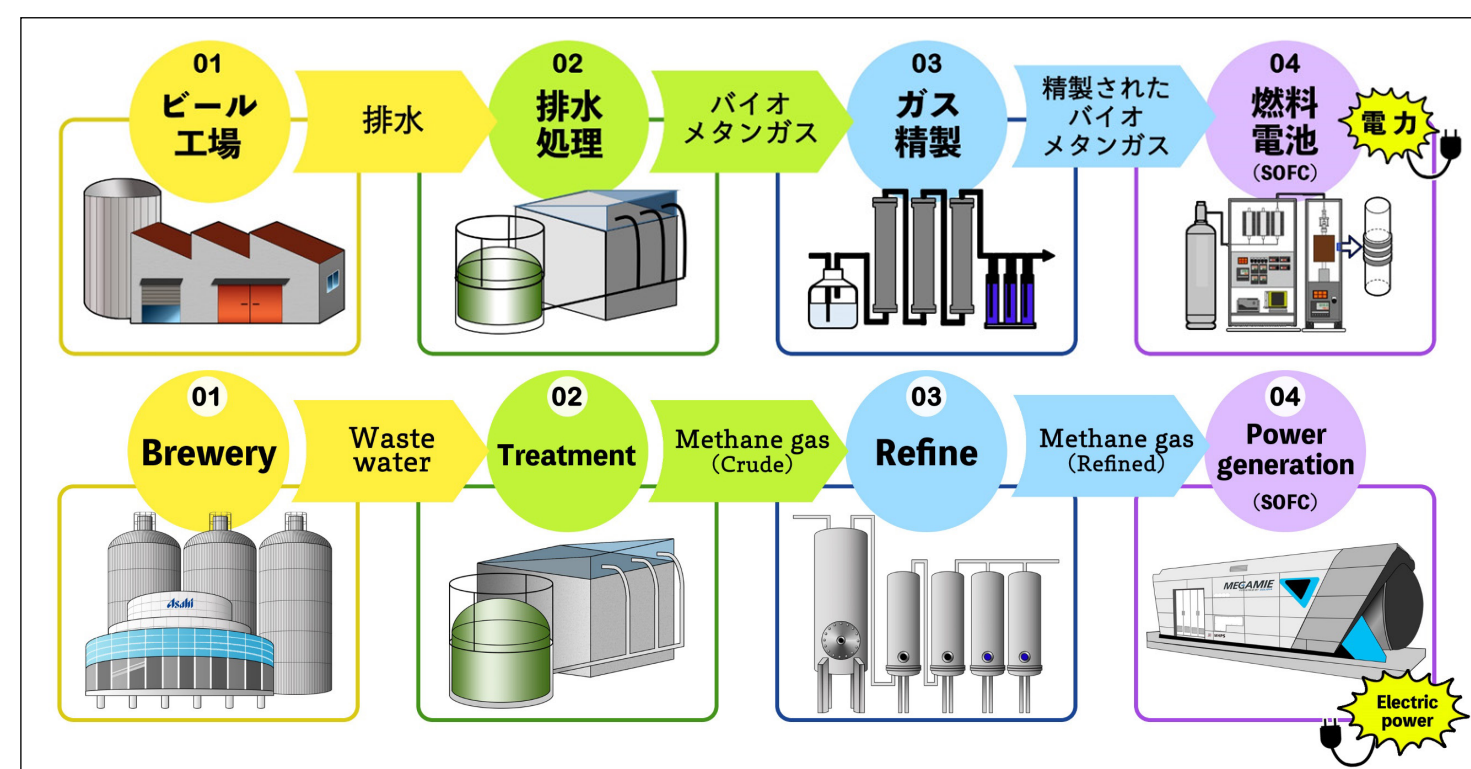 01
ビール
工場
排水
02
排水
処理
バイオ
メタンガス
03
ガス
精製
精製された
バイオ
メタンガス
04
燃料
電池
（SOFC）
電力
01
Brewery
Waste
water
02
Treatment
Methane gas
（Crude）
03
Refine
Methane gas
（Refined）
04
Power
generation
（SOFC）
Asahi
MEGAMIE
Electric
power